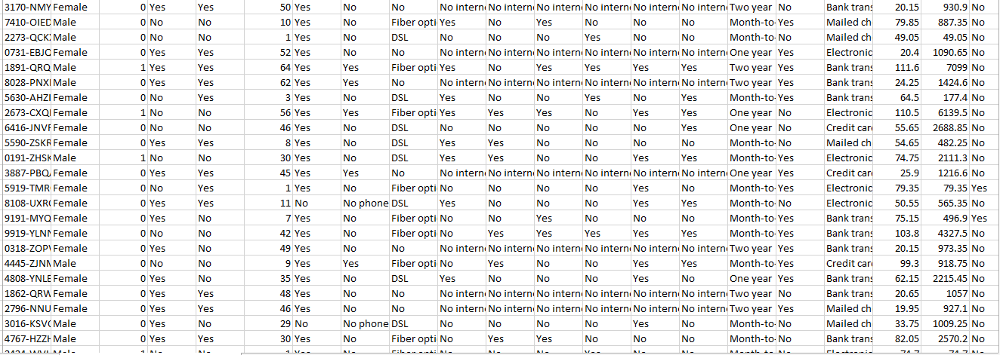 3170-NMY Female 0 Yes Yes 50 Yes No No No interne No interne No interne No interne No interne No interne Two year No Bank trans 20.15 930.9 No
7410-OIED Male 0 No No 10 Yes No Fiber opti Yes No Yes No No No Month-to- Yes Mailed ch 79.85 887.35 No
2273-QCK Male 0 No No 1 Yes No DSL No No No Yes No No Month-to- No Mailed ch 49.05 49.05 No
0731-EBJQ Female 0 Yes Yes 52 Yes No No No interne No interne No interne No interne No interne No interne One year Yes Electronic 20.4 1090.65 No
1891-QRQ Male 1 Yes Yes 64 Yes Yes Fiber opti Yes No Yes Yes Yes Yes Two year Yes Bank trans 111.6 7099 No
8028-PNX Male 0 Yes Yes 62 Yes Yes No No interne No interne No interne No interne No interne No interne Two year Yes Bank trans 24.25 1424.6 No
5630-AHZ Female 0 No Yes 3 Yes No DSL Yes No No Yes No Yes Month-to- Yes Bank trans 64.5 177.4 No
2673-CXQ Female 1 No No 56 Yes Yes Fiber opti Yes Yes Yes No Yes Yes One year No Electronic 110.5 6139.5 No
6416-JNV Female 0 No No 46 Yes No DSL No No No No No Yes One year No Credit car 55.65 2688.85 No
5590-ZSKR Female 0 Yes Yes 8 Yes No DSL Yes Yes No No No No Month-to- Yes Mailed ch 54.65 482.25 No
0191-ZHSK Male 1 No No 30 Yes No DSL Yes Yes No No Yes Yes Month-to- Yes Electronic 74.75 2111.3 No
3887-PBQ Female 0 Yes Yes 45 Yes Yes No No interne No interne No interne No interne No interne No interne One year Yes Credit car 25.9 1216.6 No
5919-TMR Female 0 No Yes 1 Yes No Fiber opti No No No No Yes No Month-to- Yes Electronic 79.35 79.35 Yes
8108-UXR Female 0 Yes Yes 11 No No phone DSL Yes No No No Yes Yes Month-to- No Electronic 50.55 565.35 No
9191-MYQ Female 0 Yes No 7 Yes No Fiber opti No No Yes No No No Month-to- Yes Bank trans 75.15 496.9 Yes
9919-YLN Female 0 No No 42 Yes No Fiber opti No Yes Yes Yes Yes Yes Month-to- Yes Bank trans 103.8 4327.5 No
0318-ZOP Female 0 Yes No 49 Yes No No No interne No interne No interne No interne No interne No interne Two year Yes Bank trans 20.15 973.35 No
4445-ZJN Male 0 No No 9 Yes Yes Fiber opti No Yes No No Yes Yes Month-to- Yes Credit car 99.3 918.75 No
4808-YNLE Female 0 Yes No 35 Yes No DSL Yes No No No Yes No One year Yes Bank trans 62.15 2215.45 No
1862-QRW Female 0 Yes Yes 48 Yes No No No interne No interne No interne No interne No interne No interne Two year No Bank trans 20.65 1057 No
2796-NNU Female 0 Yes Yes 46 Yes No No No interne No interne No interne No interne No interne No interne Two year Yes Mailed ch 19.95 927.1 No
3016-KSV Male 0 Yes No 29 No No phone DSL No No No No Yes No Month-to- No Mailed ch 33.75 1009.25 No
4767-HZZ Male 0 Yes Yes 30 Yes No Fiber opti No Yes Yes No No No Month-to- No Bank trans 82.05 2570.2 No